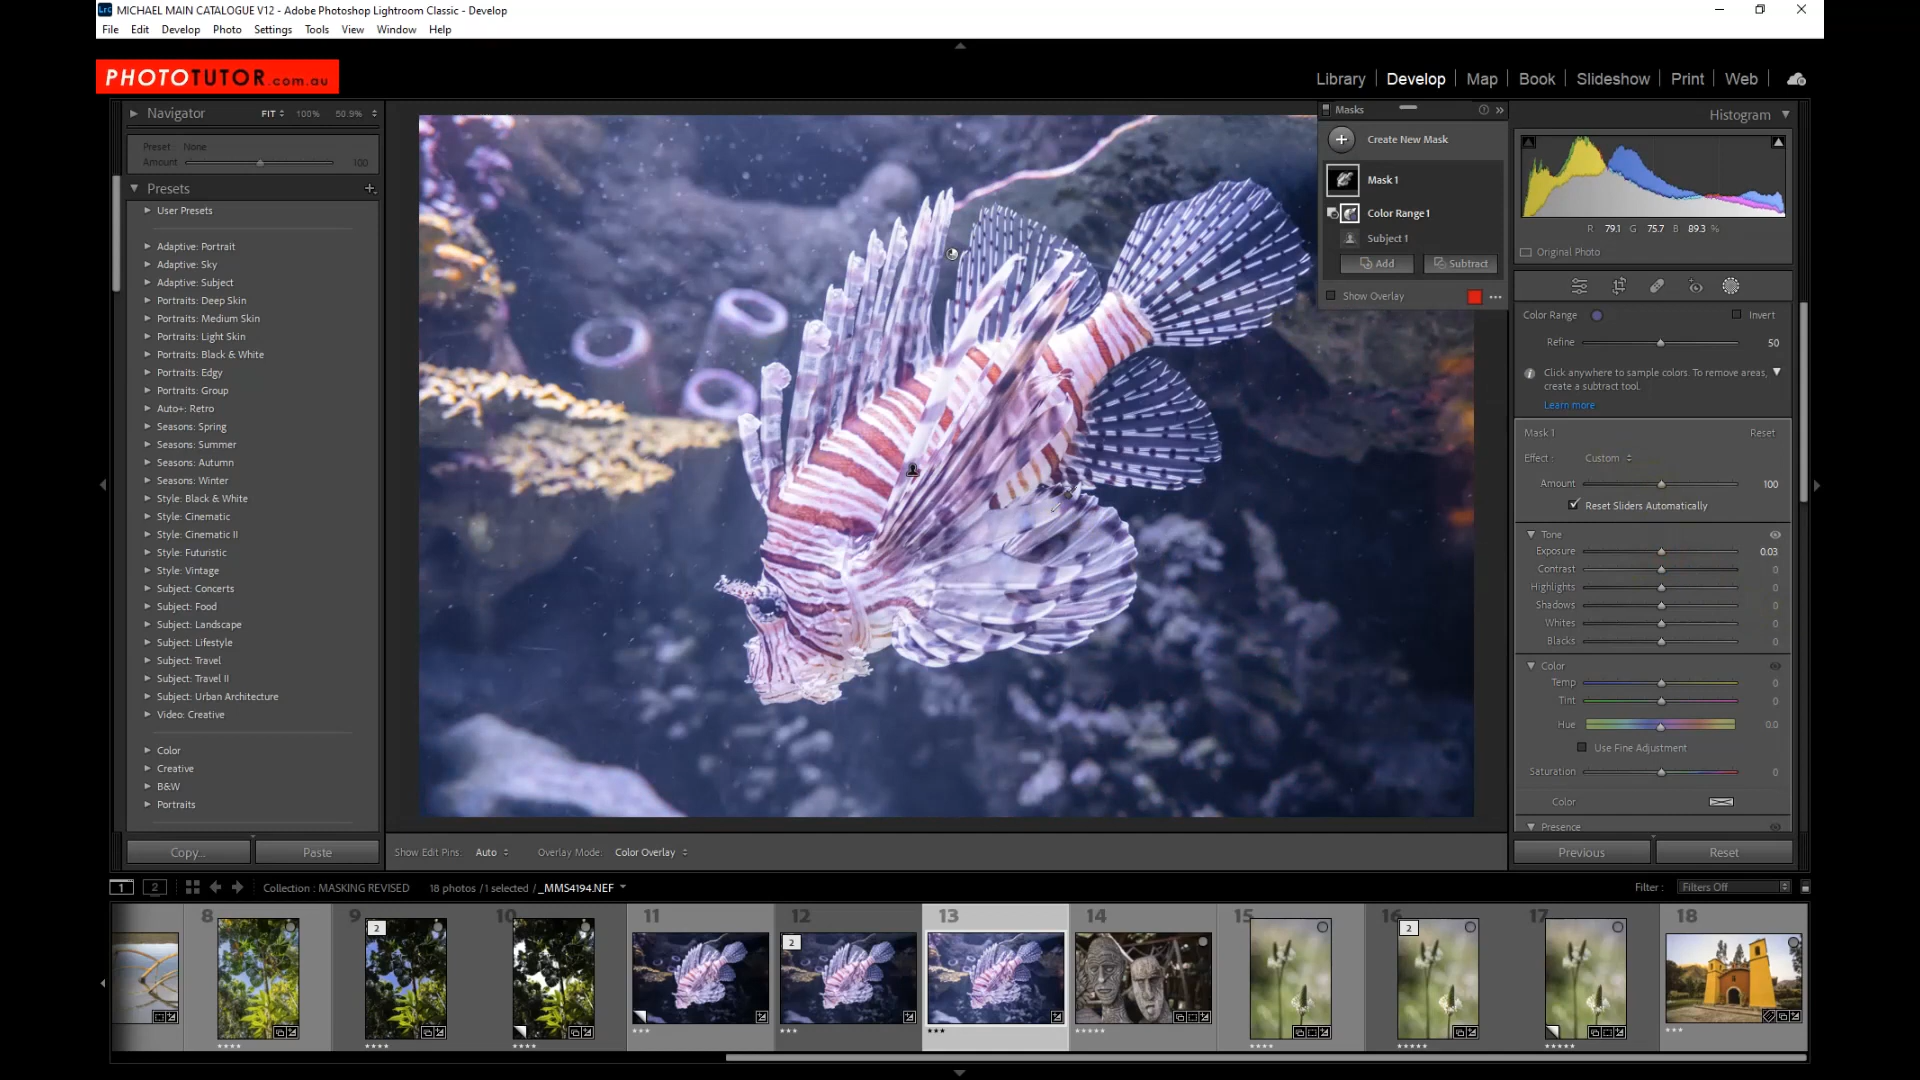 MICHAEL MAIN CATALOGUE V12 - Adobe Photoshop Lightroom Classic - Develop
File Edit Develop Photo Settings Tools View Window Help
PHOTOTUTOR.com.au
Library Develop Map Book Slideshow Print Web
Navigator FIT 100% 50.9%
Preset: None
Amount 100
Presets
User Presets
Adaptive: Portrait
Adaptive: Sky
Adaptive: Subject
Portraits: Deep Skin
Portraits: Medium Skin
Portraits: Light Skin
Portraits: Black & White
Portraits: Edgy
Portraits: Group
Auto+: Retro
Seasons: Spring
Seasons: Summer
Seasons: Autumn
Seasons: Winter
Style: Black & White
Style: Cinematic
Style: Cinematic II
Style: Futuristic
Style: Vintage
Subject: Concerts
Subject: Food
Subject: Landscape
Subject: Lifestyle
Subject: Travel
Subject: Travel II
Subject: Urban Architecture
Video: Creative
Color
Creative
B&W
Portraits
Copy... Paste
Masks
Create New Mask
Mask 1
Color Range 1
Subject 1
Add Subtract
Show Overlay
Histogram
R 79.1 G 75.7 B 89.3 %
Original Photo
Color Range Invert
Refine 50
Click anywhere to sample colors. To remove areas,
create a subtract tool.
Learn more
Mask 1 Reset
Effect : Custom
Amount 100
Reset Sliders Automatically
Tone
Exposure 0.03
Contrast 0
Highlights 0
Shadows 0
Whites 0
Blacks 0
Color
Temp 0
Tint 0
Hue 0.0
Use Fine Adjustment
Saturation 0
Color
Presence
Previous Reset
Show Edit Pins: Auto Overlay Mode: Color Overlay
1 2 Collection : MASKING REVISED 18 photos / 1 selected / _MMS4194.NEF Filter : Filters Off
8 9 10 11 12 13 14 15 16 17 18
2 2 2